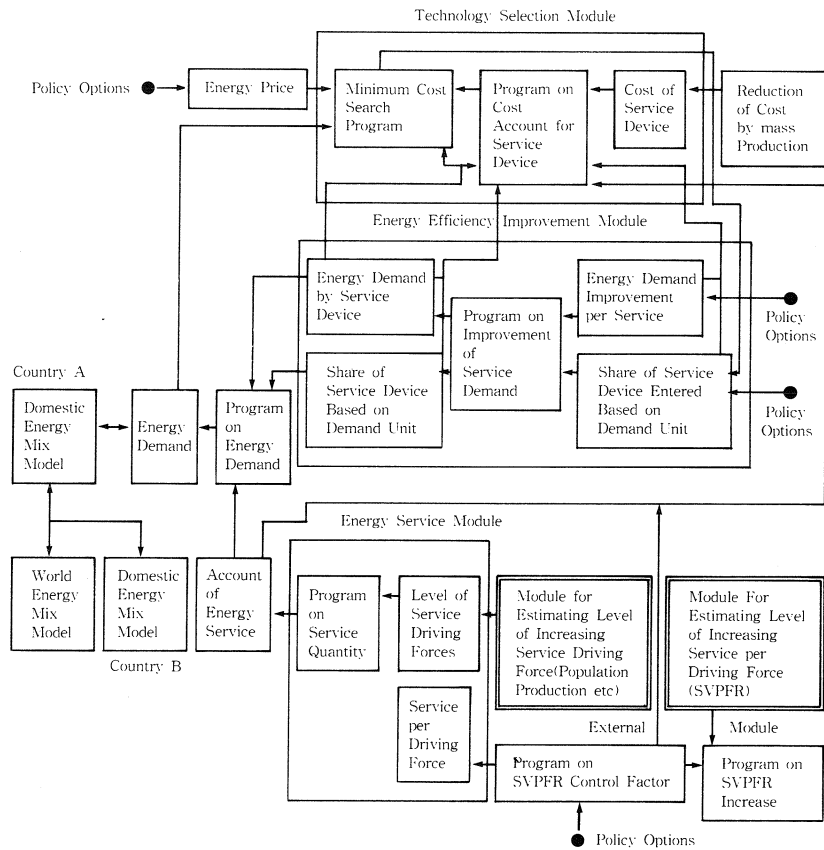 Technology Selection Module
Policy Options
Energy Price
Minimum Cost
Search
Program
Program on
Cost
Account for
Service
Device
Cost of
Service
Device
Reduction
of Cost
by mass
Production
Energy Efficiency Improvement Module
Energy Demand
by Service
Device
Program on
Improvement
of
Service
Demand
Energy Demand
Improvement
per Service
Policy
Options
Share of
Service Device
Based on
Demand Unit
Share of Service
Device Entered
Based on
Demand Unit
Policy
Options
Country A
Domestic
Energy
Mix
Model
Energy
Demand
Program
on
Energy
Demand
Energy Service Module
World
Energy
Mix
Model
Domestic
Energy
Mix
Model
Country B
Account
of
Energy
Service
Program
on
Service
Quantity
Level of
Service
Driving
Forces
Module for
Estimating Level
of Increasing
Service Driving
Force(Population
Production etc)
Module For
Estimating Level
of Increasing
Service per
Driving Force
(SVPFR)
External Module
Service
per
Driving
Force
Program on
SVPFR Control Factor
Program on
SVPFR
Increase
Policy Options